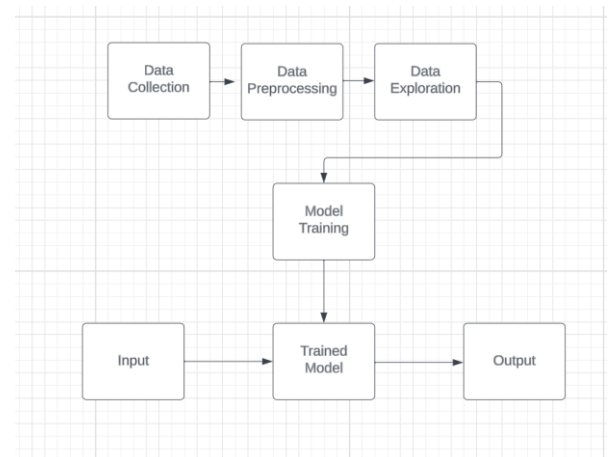 Data
Collection
Data
Preprocessing
Data
Exploration
Model
Training
Input
Trained
Model
Output